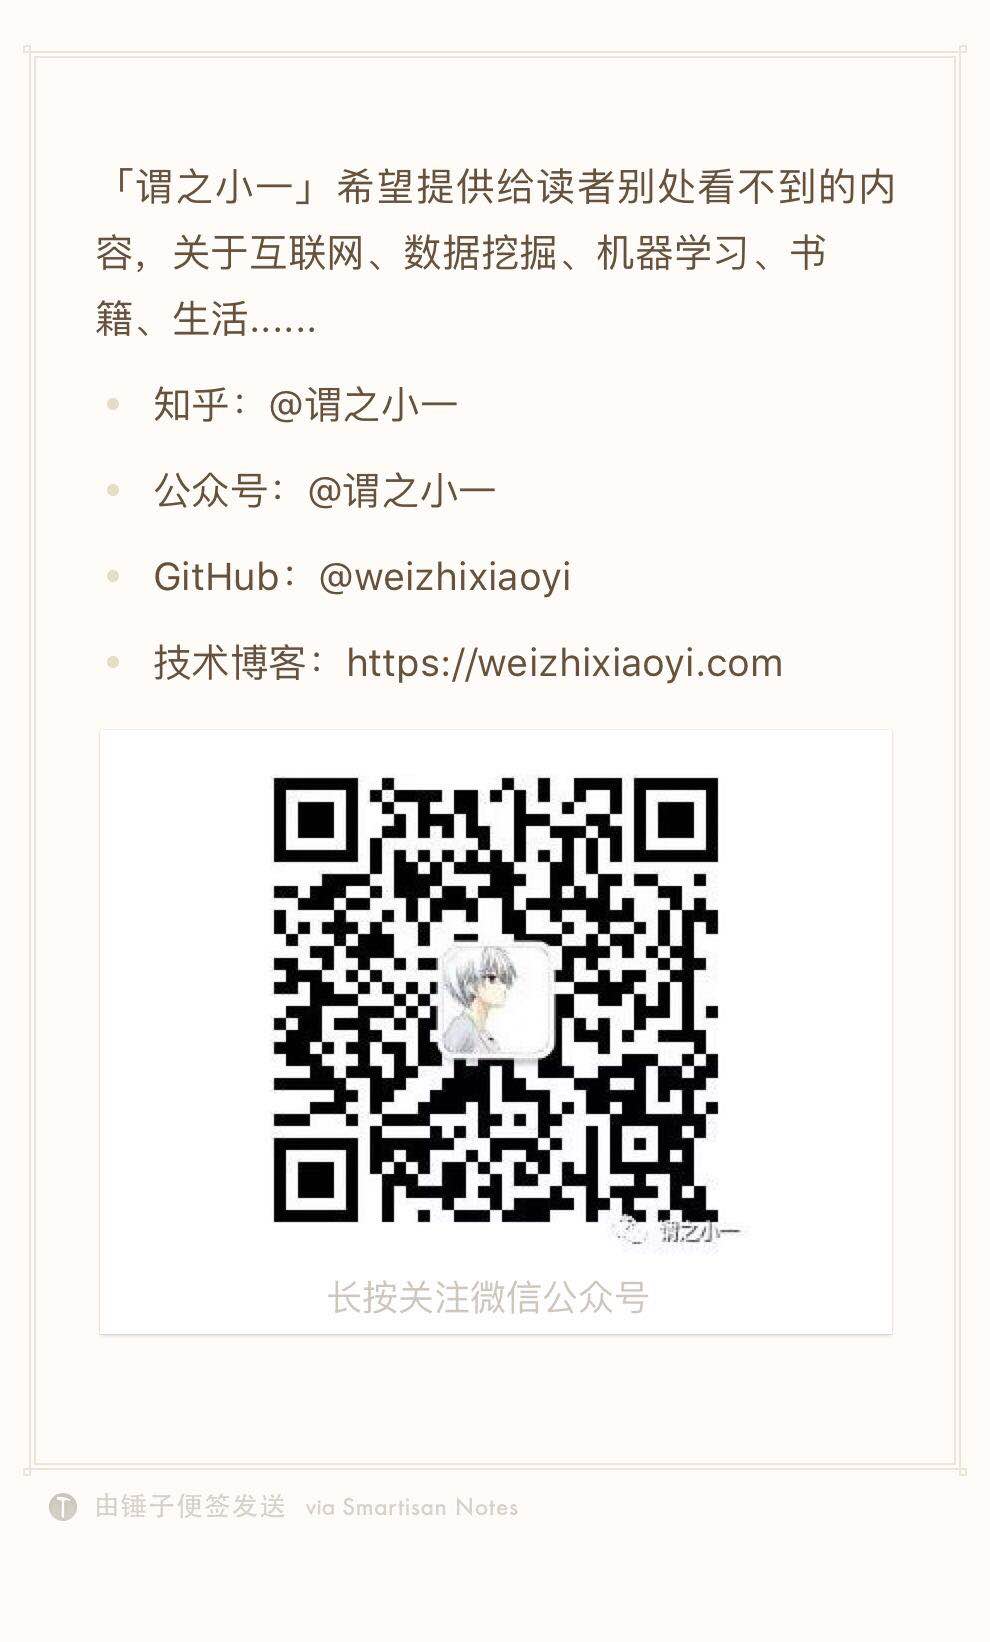 「谓之小一」希望提供给读者别处看不到的内
容，关于互联网、数据挖掘、机器学习、书
籍、生活......
知乎：@谓之小一
公众号：@谓之小一
GitHub：@weizhixiaoyi
技术博客：https://weizhixiaoyi.com
谓之小一
长按关注微信公众号
由锤子便签发送 via Smartisan Notes